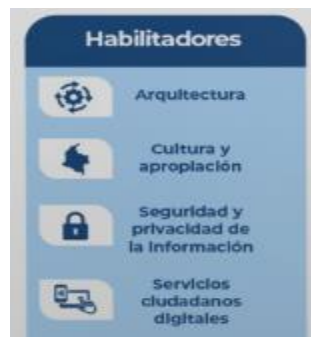 Habilitadores
Arquitectura
Cultura y
apropiación
Seguridad y
privacidad de
la información
Servicios
ciudadanos
digitales